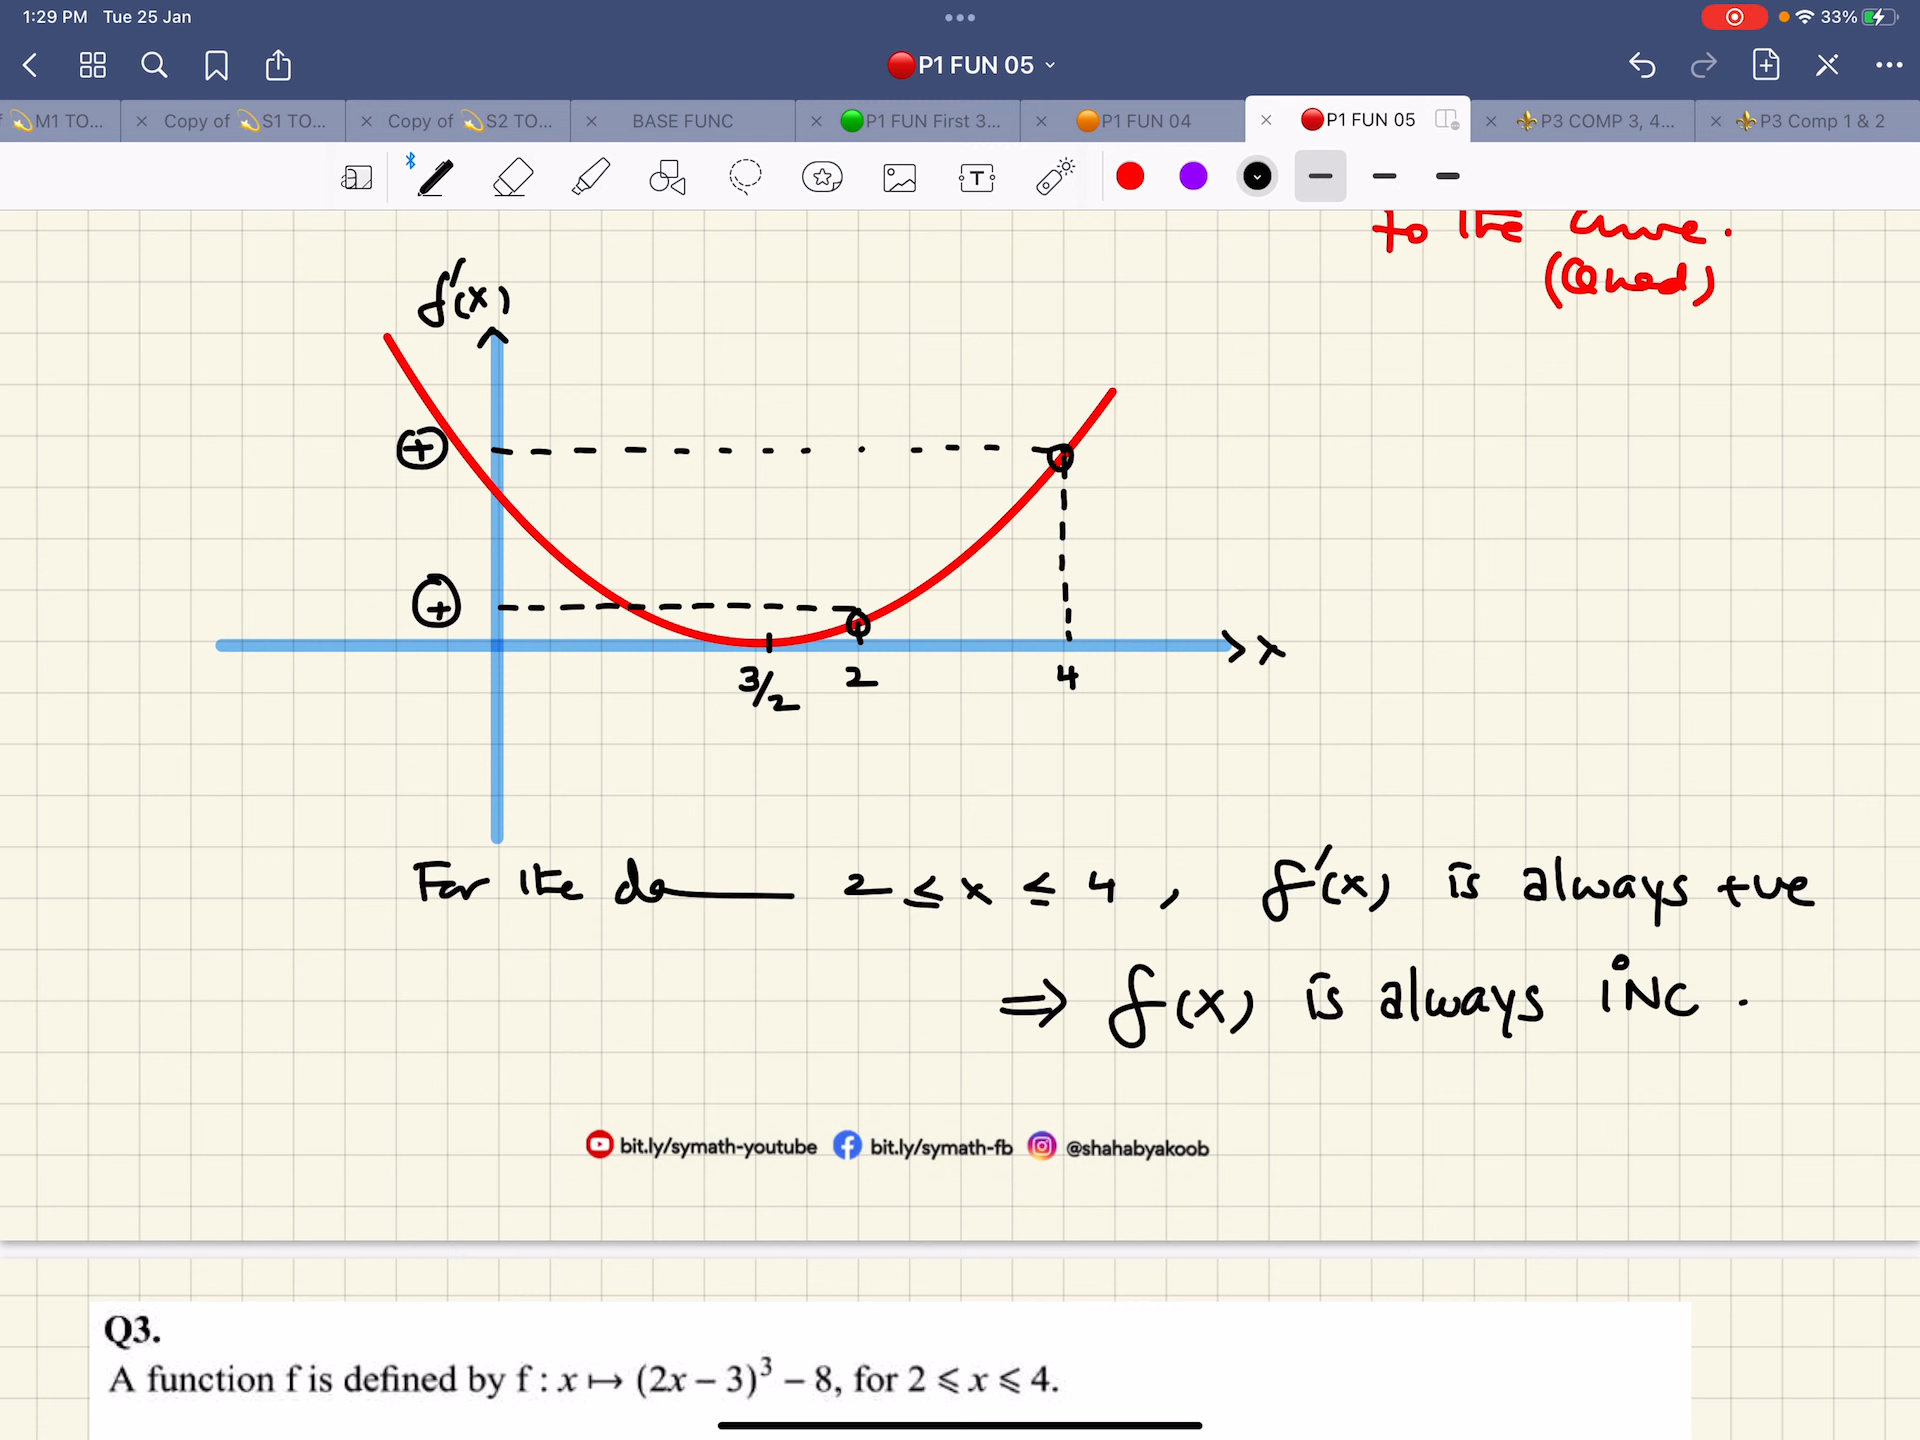 1:29 PM Tue 25 Jan
33%
P1 FUN 05
M1 TO...
Copy of S1 TO...
Copy of S2 TO...
BASE FUNC
P1 FUN First 3...
P1 FUN 04
P1 FUN 05
P3 COMP 3, 4...
P3 Comp 1 & 2
to the curve.
(Quad)
f'(x)
+
+
x
3/2
2
4
For the do 2 ≤ x ≤ 4, f'(x) is always +ve
⇒ f(x) is always INC.
bit.ly/symath-youtube bit.ly/symath-fb @shahabyakoob
Q3.
A function f is defined by f : x ↦ (2x − 3)³ − 8, for 2 ⩽ x ⩽ 4.